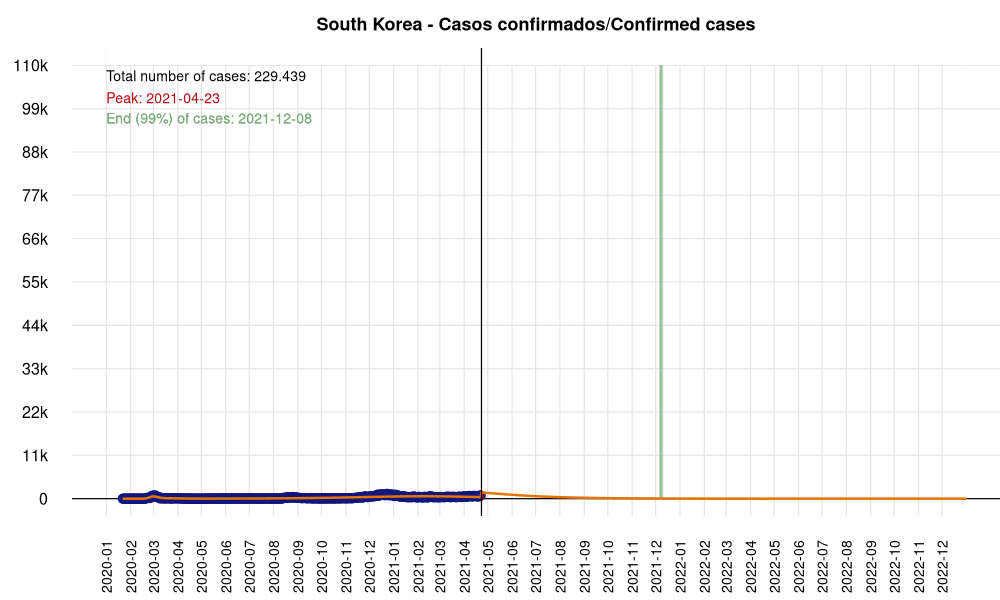 South Korea - Casos confirmados/Confirmed cases
Total number of cases: 229.439
Peak: 2021-04-23
End (99%) of cases: 2021-12-08
110k
99k
88k
77k
66k
55k
44k
33k
22k
11k
0
2020-01
2020-02
2020-03
2020-04
2020-05
2020-06
2020-07
2020-08
2020-09
2020-10
2020-11
2020-12
2021-01
2021-02
2021-03
2021-04
2021-05
2021-06
2021-07
2021-08
2021-09
2021-10
2021-11
2021-12
2022-01
2022-02
2022-03
2022-04
2022-05
2022-06
2022-07
2022-08
2022-09
2022-10
2022-11
2022-12